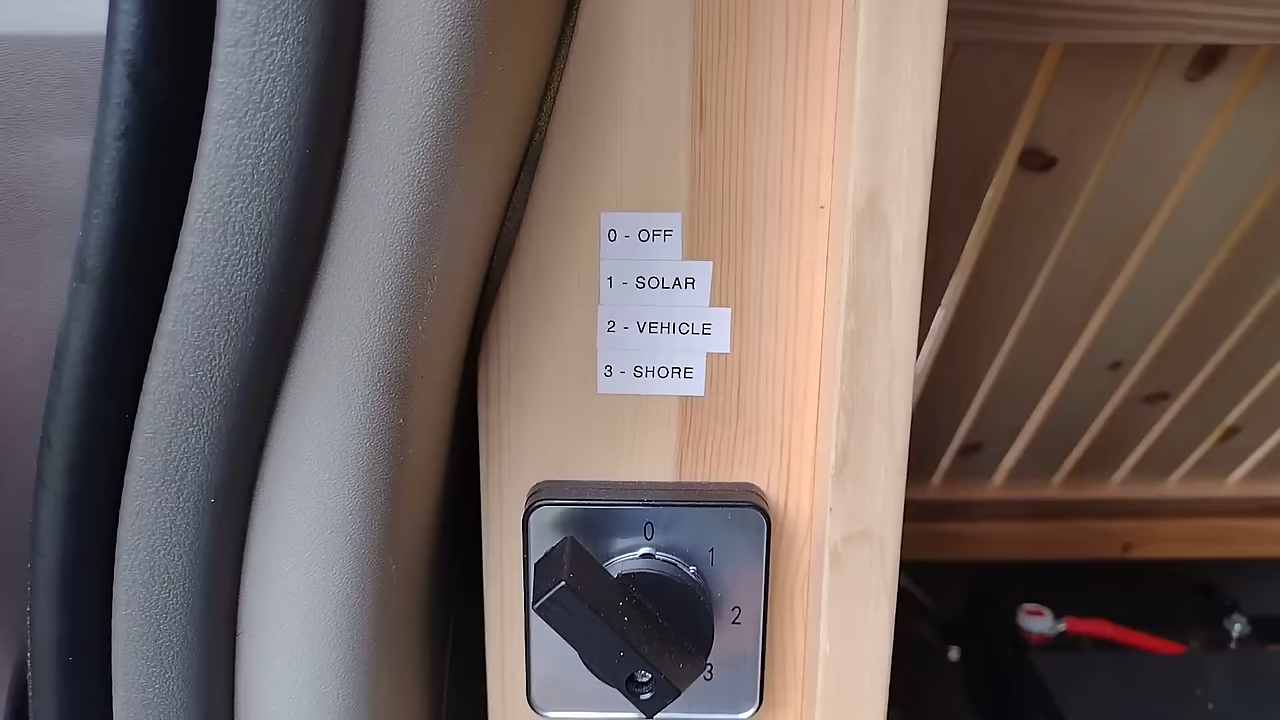 0 - OFF
1 - SOLAR
2 - VEHICLE
3 - SHORE
0
1
2
3